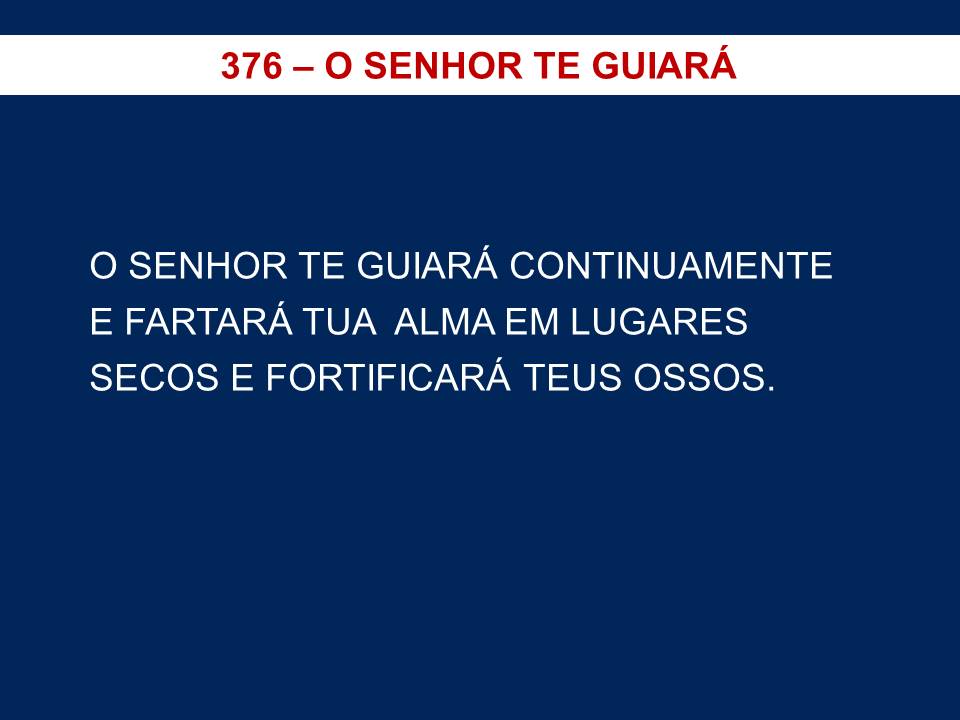 376 – O SENHOR TE GUIARÁ
O SENHOR TE GUIARÁ CONTINUAMENTE
E FARTARÁ TUA  ALMA EM LUGARES
SECOS E FORTIFICARÁ TEUS OSSOS.